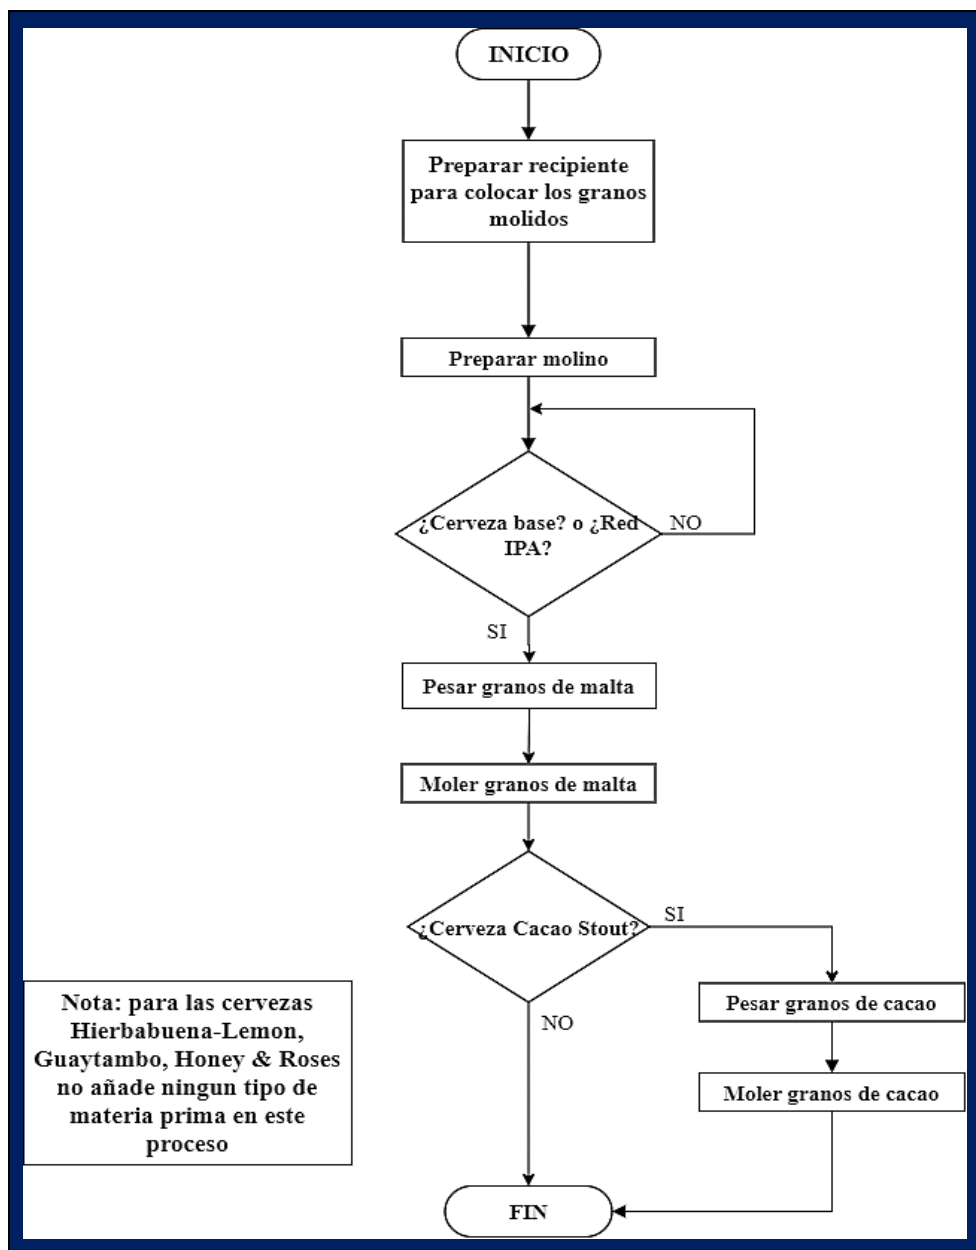 INICIO
Preparar recipiente
para colocar los granos
molidos
Preparar molino
¿Cerveza base? o ¿Red
IPA?
NO
SI
Pesar granos de malta
Moler granos de malta
¿Cerveza Cacao Stout?
SI
NO
Pesar granos de cacao
Moler granos de cacao
Nota: para las cervezas
Hierbabuena-Lemon,
Guaytambo, Honey & Roses
no añade ningun tipo de
materia prima en este
proceso
FIN